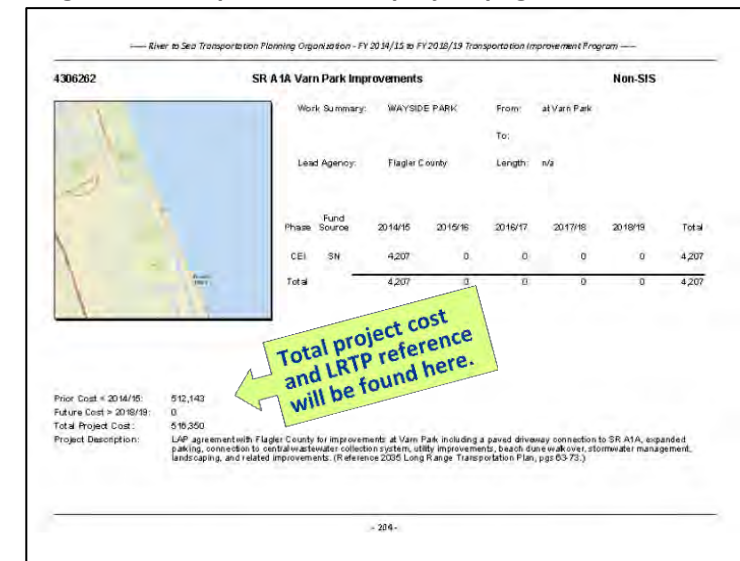 ----- River to Sea Transportation Planning Organization - FY 2014/15 to FY 2018/19 Transportation Improvement Program -----
4306262 SR A1A Varn Park Improvements Non-SIS
Work Summary: WAYSIDE PARK From: at Varn Park
To:
Lead Agency: Flagler County Length: n/a
Phase Fund Source 2014/15 2015/16 2016/17 2017/18 2018/19 Total
CEI SN 4,207 0 0 0 0 4,207
Total 4,207 0 0 0 0 4,207
Total project cost
and LRTP reference
will be found here.
Prior Cost < 2014/15: 512,143
Future Cost > 2018/19: 0
Total Project Cost: 516,350
Project Description: LAP agreement with Flagler County for improvements at Varn Park including a paved driveway connection to SR A1A, expanded
parking, connection to central wastewater collection system, utility improvements, beach dune walkover, stormwater management,
landscaping, and related improvements. (Reference 2035 Long Range Transportation Plan, pgs 63-73.)
- 204 -